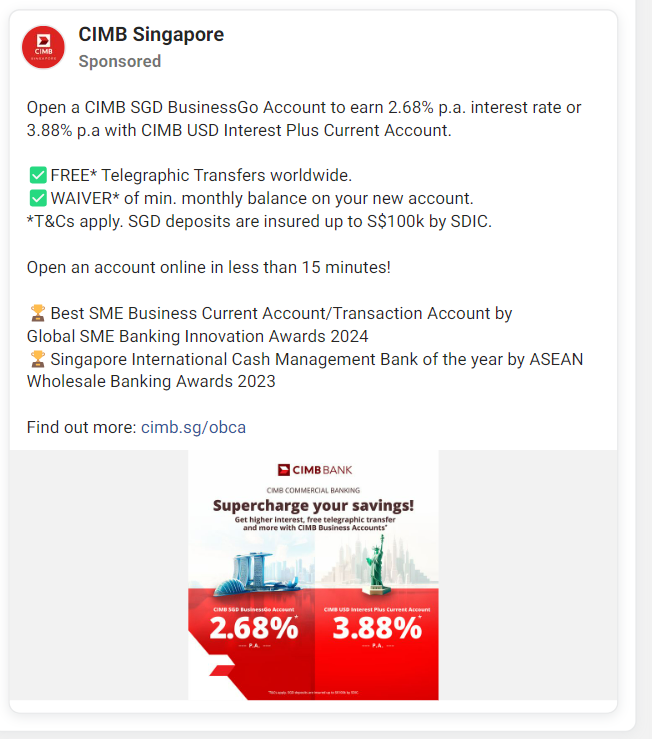 CIMB
SINGAPORE
CIMB Singapore
Sponsored
Open a CIMB SGD BusinessGo Account to earn 2.68% p.a. interest rate or
3.88% p.a with CIMB USD Interest Plus Current Account.
✅ FREE* Telegraphic Transfers worldwide.
✅ WAIVER* of min. monthly balance on your new account.
*T&Cs apply. SGD deposits are insured up to S$100k by SDIC.
Open an account online in less than 15 minutes!
🏆 Best SME Business Current Account/Transaction Account by
Global SME Banking Innovation Awards 2024
🏆 Singapore International Cash Management Bank of the year by ASEAN
Wholesale Banking Awards 2023
Find out more: cimb.sg/obca
CIMB BANK
CIMB COMMERCIAL BANKING
Supercharge your savings!
Get higher interest, free telegraphic transfer
and more with CIMB Business Accounts*
CIMB SGD BusinessGo Account
2.68%*
P.A.
CIMB USD Interest Plus Current Account
3.88%*
P.A.
*T&Cs apply. SGD deposits are insured up to S$100k by SDIC.